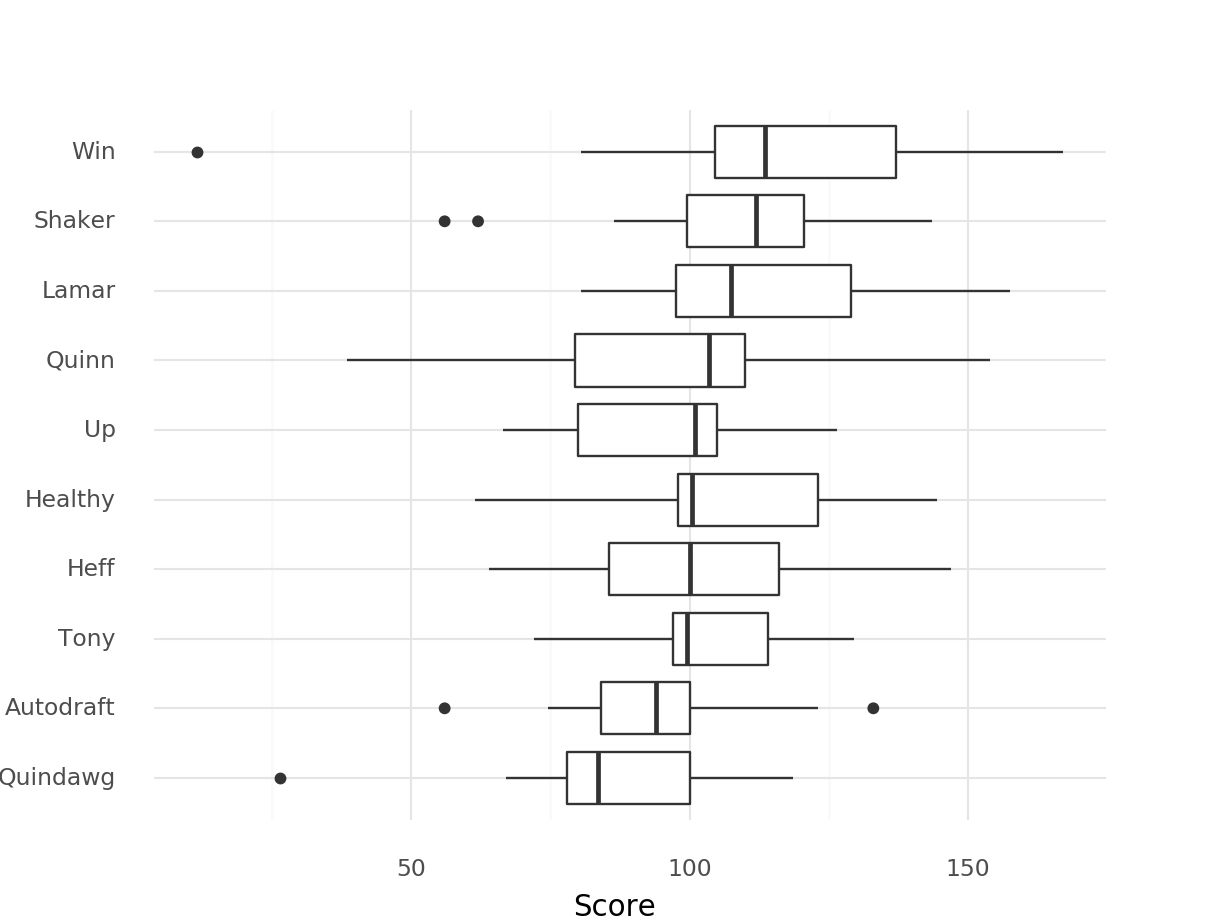 Win
Shaker
Lamar
Quinn
Up
Healthy
Heff
Tony
Autodraft
Quindawg
50 100 150
Score